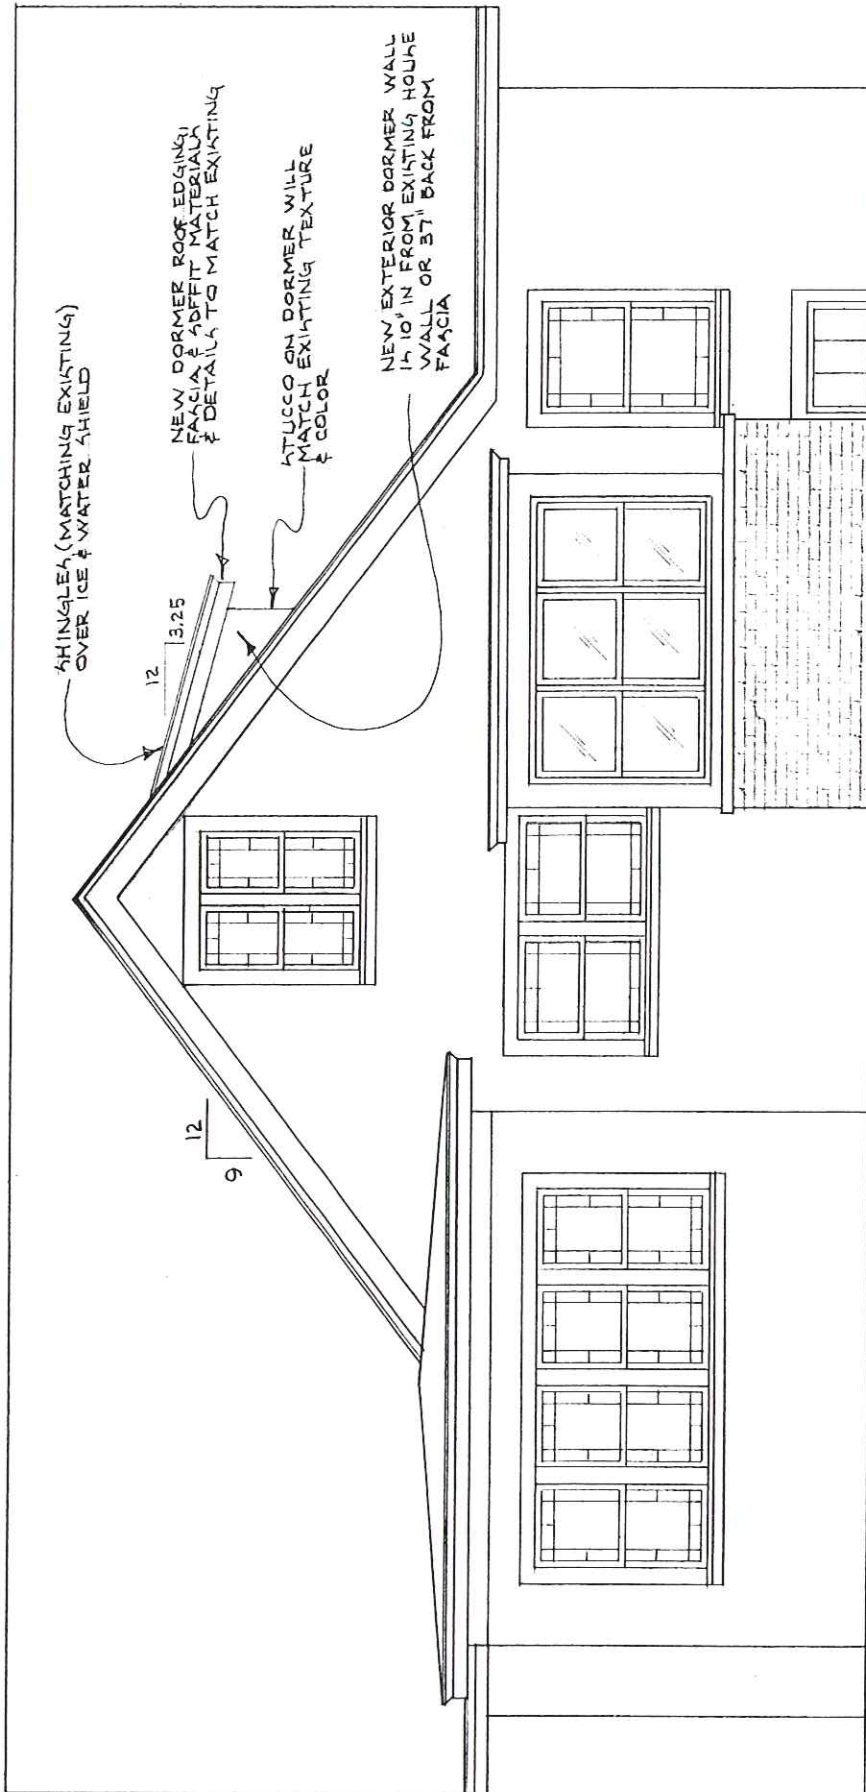 SHINGLES (MATCHING EXISTING)
OVER ICE & WATER SHIELD
12
3.25
NEW DORMER ROOF EDGING,
FASCIA & SOFFIT MATERIALS
& DETAILS TO MATCH EXISTING
STUCCO ON DORMER WILL
MATCH EXISTING TEXTURE
& COLOR
NEW EXTERIOR DORMER WALL
IS 10" IN FROM EXISTING HOUSE
WALL OR 37" BACK FROM
FASCIA
12
9